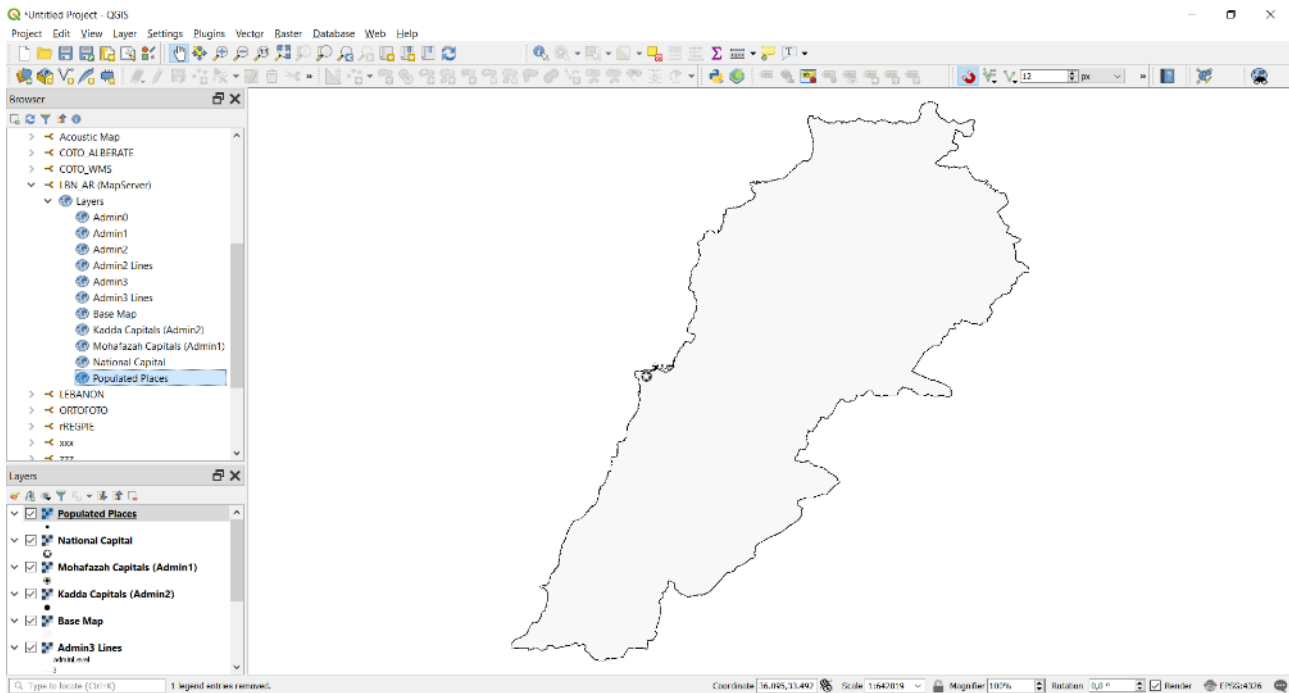 *Untitled Project - QGIS
Project Edit View Layer Settings Plugins Vector Raster Database Web Help
12 px
Browser
Acoustic Map
COTO_ALBERATE
COTO_WMS
LBN_AR (MapServer)
Layers
Admin0
Admin1
Admin2
Admin2 Lines
Admin3
Admin3 Lines
Base Map
Kadda Capitals (Admin2)
Mohafazah Capitals (Admin1)
National Capital
Populated Places
LEBANON
ORTOFOTO
rREGPIE
xxx
zzz
Layers
Populated Places
National Capital
Mohafazah Capitals (Admin1)
Kadda Capitals (Admin2)
Base Map
Admin3 Lines
adminLevel
3
Type to locate (Ctrl+K) 1 legend entries removed. Coordinate 36.095,33.492 Scale 1:642819 Magnifier 100% Rotation 0,0 ° Render EPSG:4326